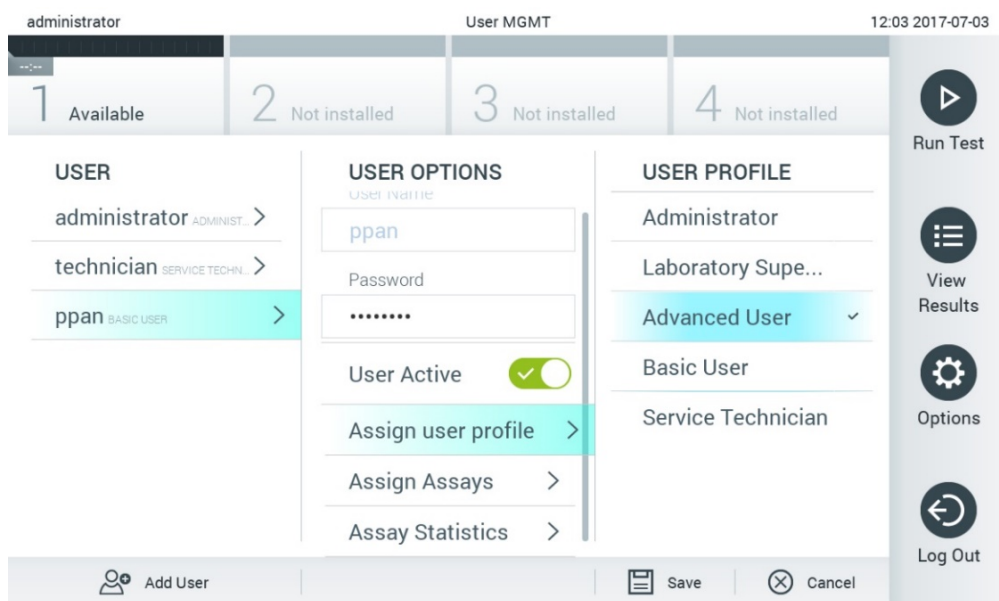 administrator User MGMT 12:03 2017-07-03
--:--
1 Available 2 Not installed 3 Not installed 4 Not installed
Run Test
USER
administrator ADMINIST...
technician SERVICE TECHN...
ppan BASIC USER
USER OPTIONS
User Name
ppan
Password
••••••••
User Active
Assign user profile
Assign Assays
Assay Statistics
USER PROFILE
Administrator
Laboratory Supe...
Advanced User
Basic User
Service Technician
View
Results
Options
Log Out
Add User Save Cancel